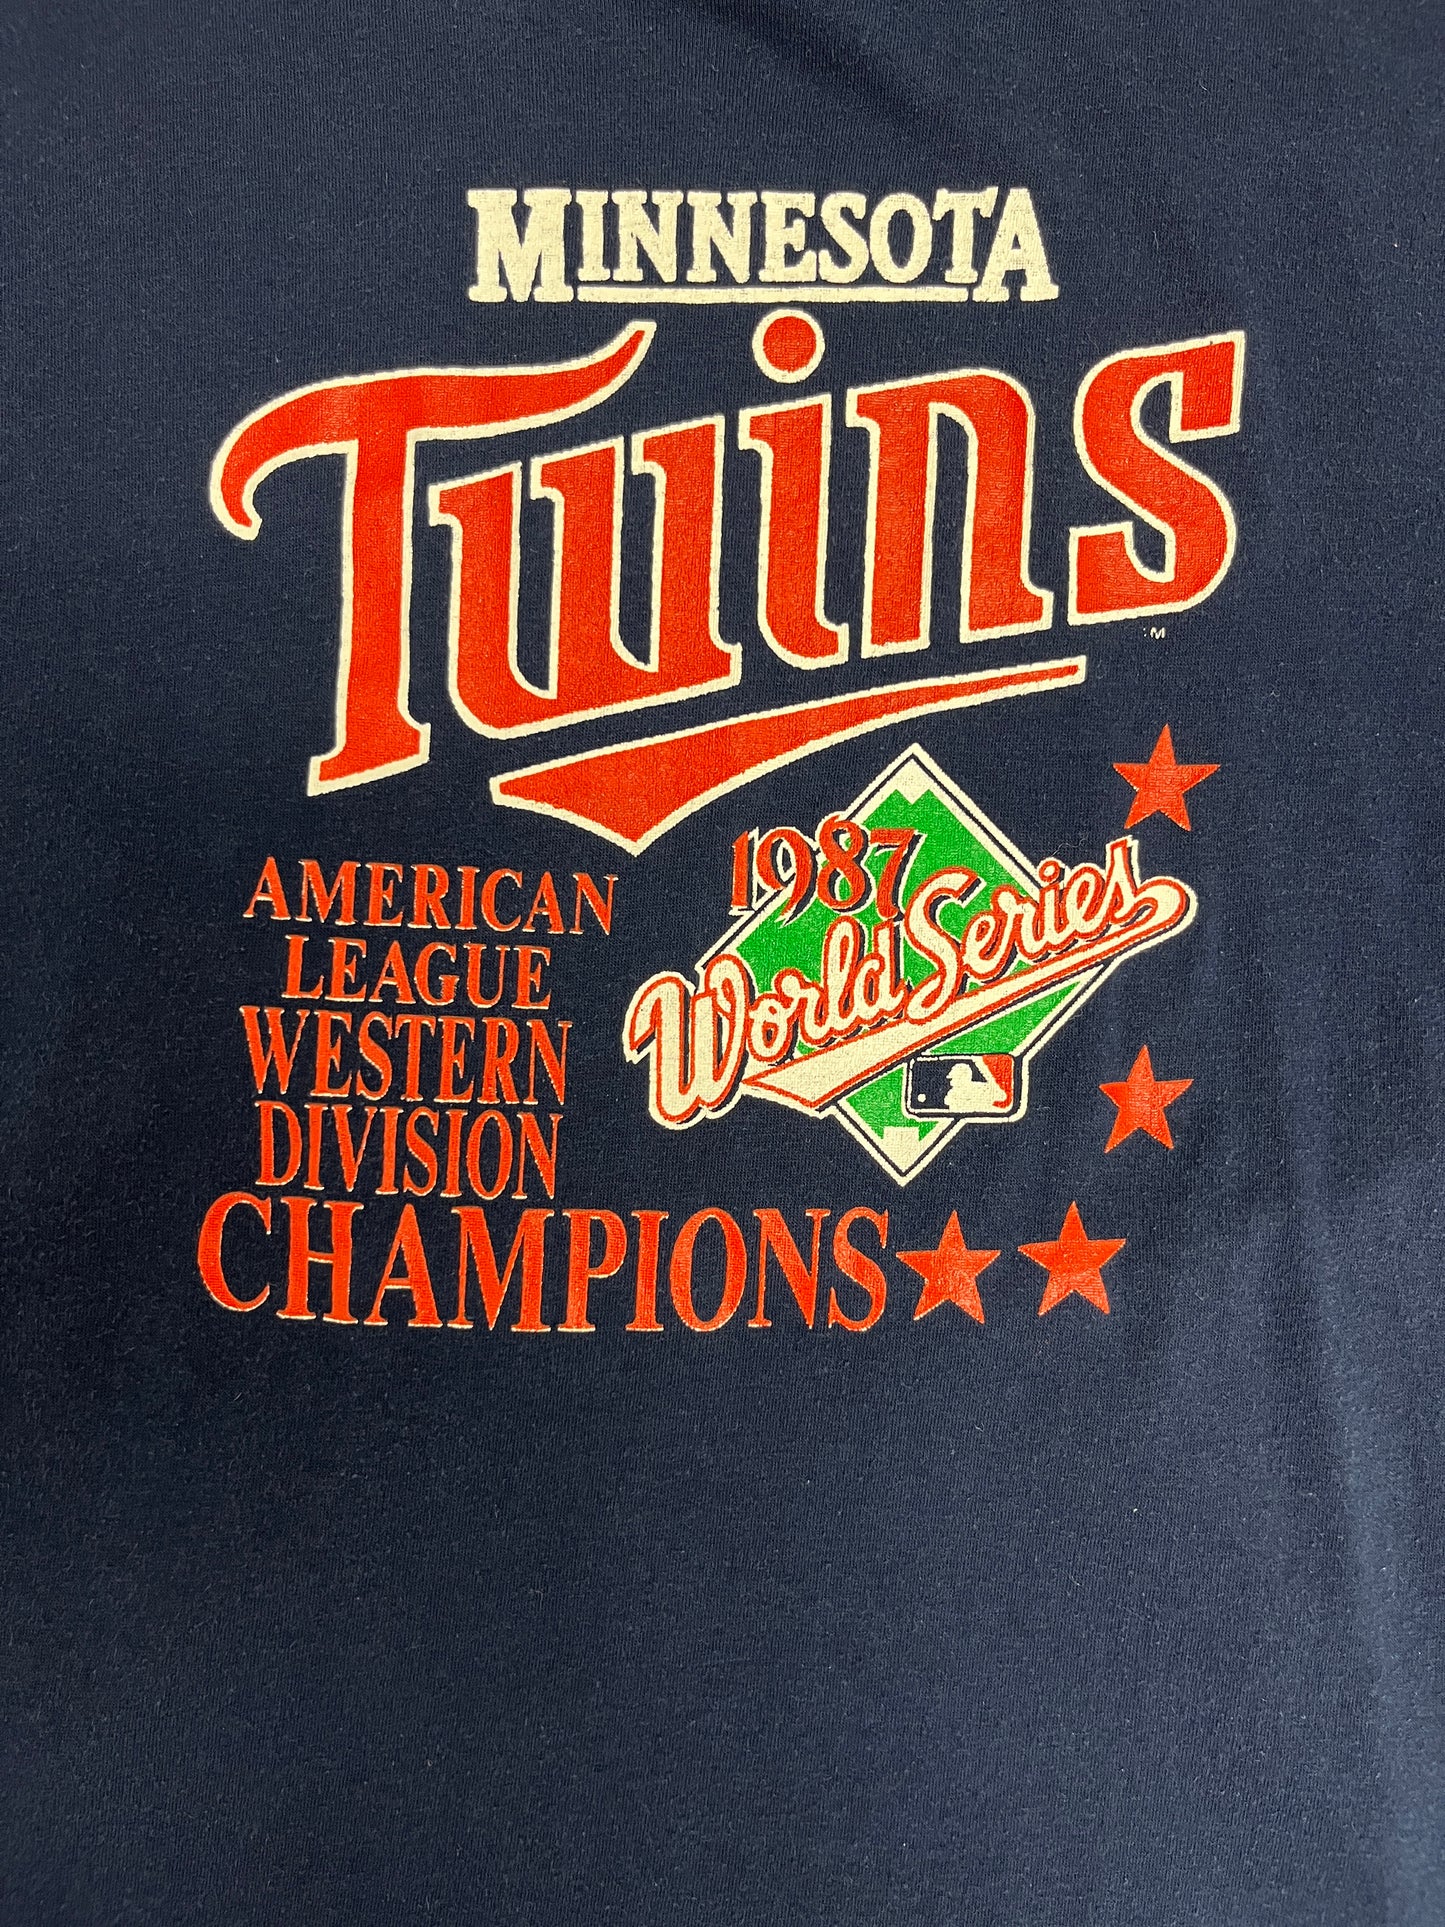 MINNESOTA
Twins
TM
1987
World Series
AMERICAN
LEAGUE
WESTERN
DIVISION
CHAMPIONS